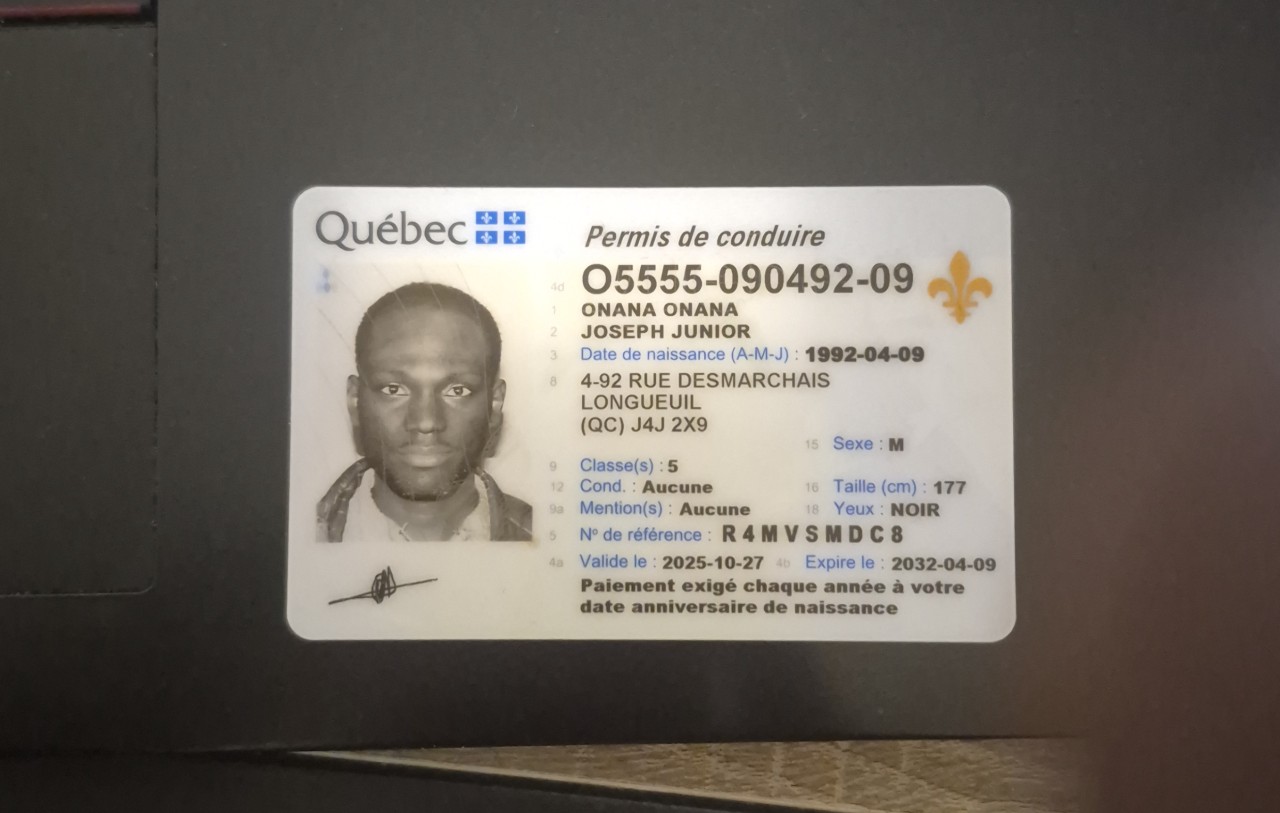 Québec
Permis de conduire
4d O5555-090492-09
1 ONANA ONANA
2 JOSEPH JUNIOR
3 Date de naissance (A-M-J) : 1992-04-09
8 4-92 RUE DESMARCHAIS
LONGUEUIL
(QC) J4J 2X9
15 Sexe : M
9 Classe(s) : 5
12 Cond. : Aucune 16 Taille (cm) : 177
9a Mention(s) : Aucune 18 Yeux : NOIR
5 Nº de référence : R4MVSMDC8
4a Valide le : 2025-10-27 4b Expire le : 2032-04-09
Paiement exigé chaque année à votre
date anniversaire de naissance